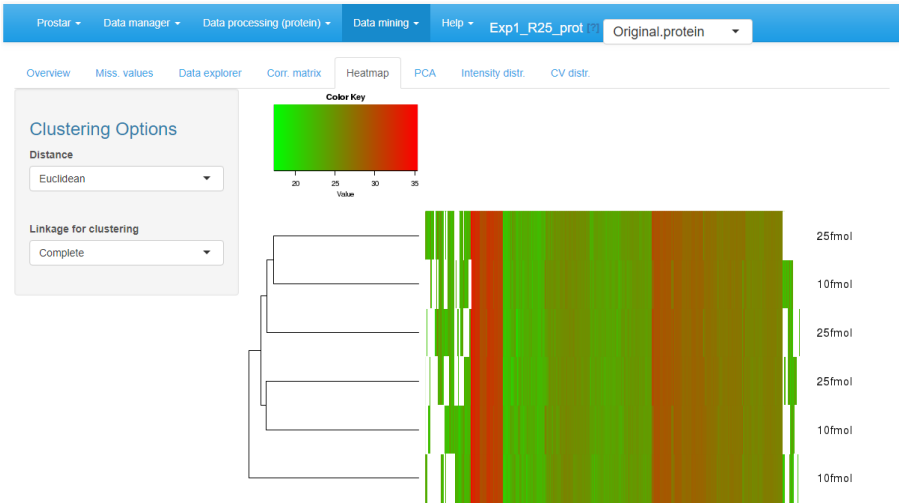 Prostar Data manager Data processing (protein) Data mining Help Exp1_R25_prot [?] Original.protein
Overview Miss. values Data explorer Corr. matrix Heatmap PCA Intensity distr. CV distr.
Clustering Options
Distance
Euclidean
Linkage for clustering
Complete
Color Key
20 25 30 35
Value
25fmol
10fmol
25fmol
25fmol
10fmol
10fmol